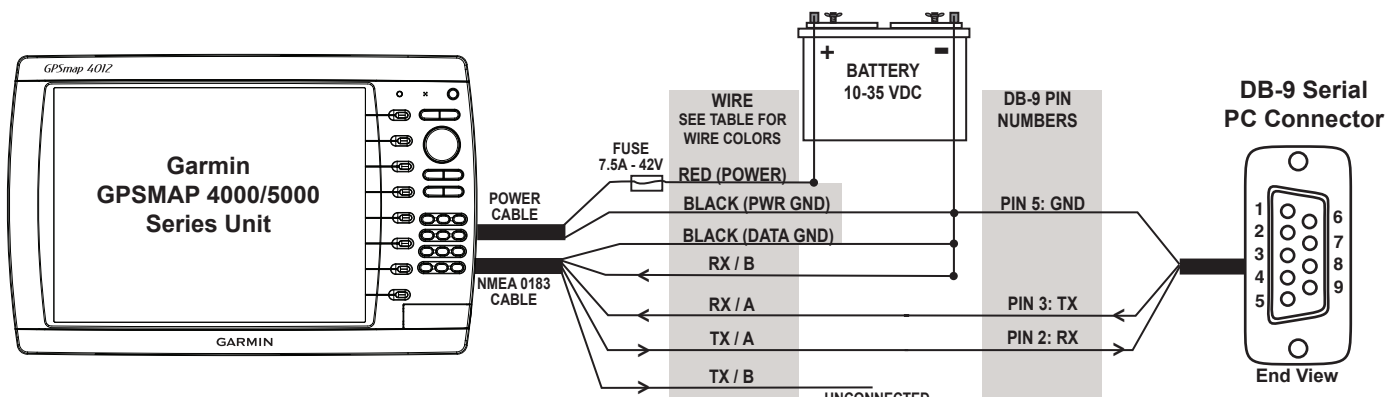 GPSmap 4012
Garmin
GPSMAP 4000/5000
Series Unit
GARMIN
POWER
CABLE
NMEA 0183
CABLE
FUSE
7.5A - 42V
WIRE
SEE TABLE FOR
WIRE COLORS
RED (POWER)
BLACK (PWR GND)
BLACK (DATA GND)
RX / B
RX / A
TX / A
TX / B
UNCONNECTED
+
-
BATTERY
10-35 VDC
DB-9 PIN
NUMBERS
PIN 5: GND
PIN 3: TX
PIN 2: RX
DB-9 Serial
PC Connector
1
2
3
4
5
6
7
8
9
End View